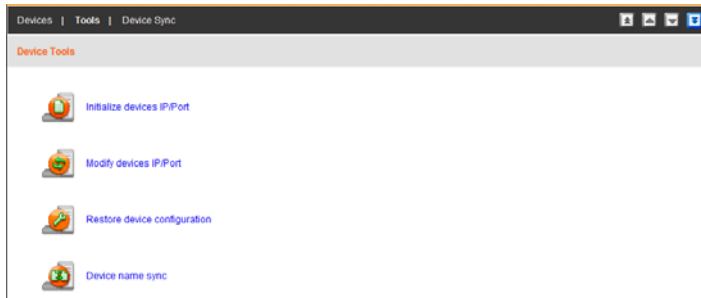 Devices | Tools | Device Sync
Device Tools
Initialize devices IP/Port
Modify devices IP/Port
Restore device configuration
Device name sync